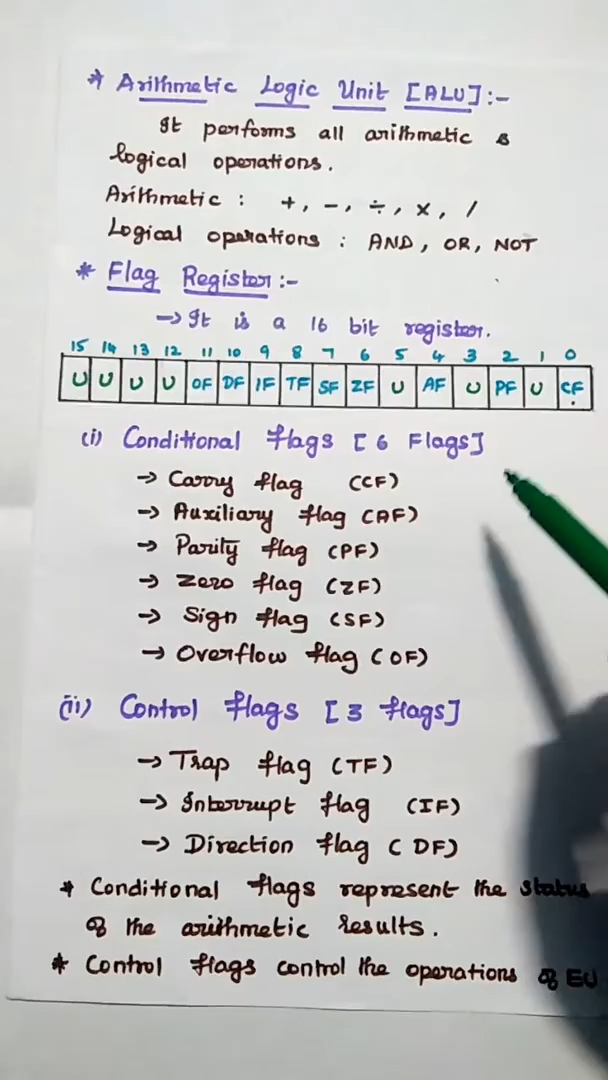 * Arithmetic Logic Unit [ALU]:-
It performs all arithmetic &
logical operations.
Arithmetic : +, -, ÷, x, /
Logical operations : AND, OR, NOT
* Flag Register:-
→ It is a 16 bit register.
15 14 13 12 11 10 9 8 7 6 5 4 3 2 1 0
U U U U OF DF IF TF SF ZF U AF U PF U CF
(i) Conditional flags [6 Flags]
→ Carry flag (CF)
→ Auxiliary flag (AF)
→ Parity flag (PF)
→ Zero flag (ZF)
→ Sign flag (SF)
→ Overflow flag (OF)
(ii) Control flags [3 flags]
→ Trap flag (TF)
→ Interrupt flag (IF)
→ Direction flag (DF)
* Conditional flags represent the status
of the arithmetic results.
* Control flags control the operations of EU